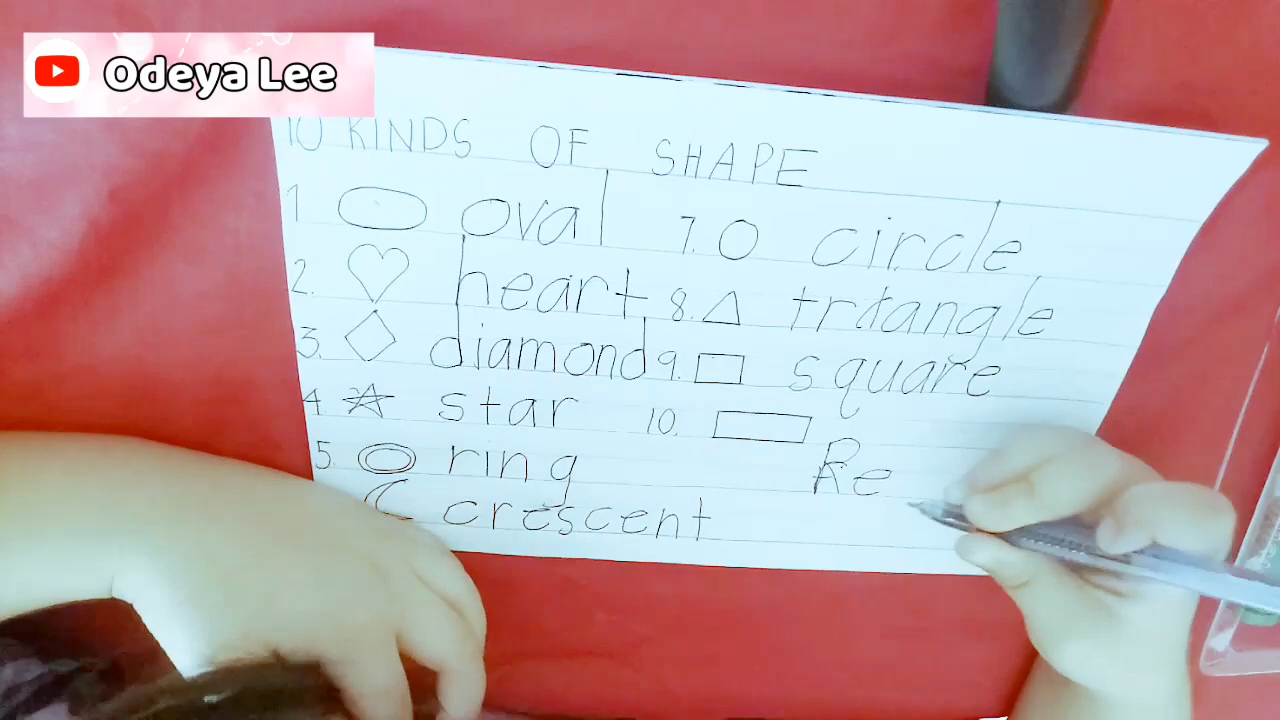 Odeya Lee
10 KINDS OF SHAPE
1 oval 7. circle
2. heart 8. triangle
3. diamond 9. square
4 star 10.
Re
5. ring
crescent